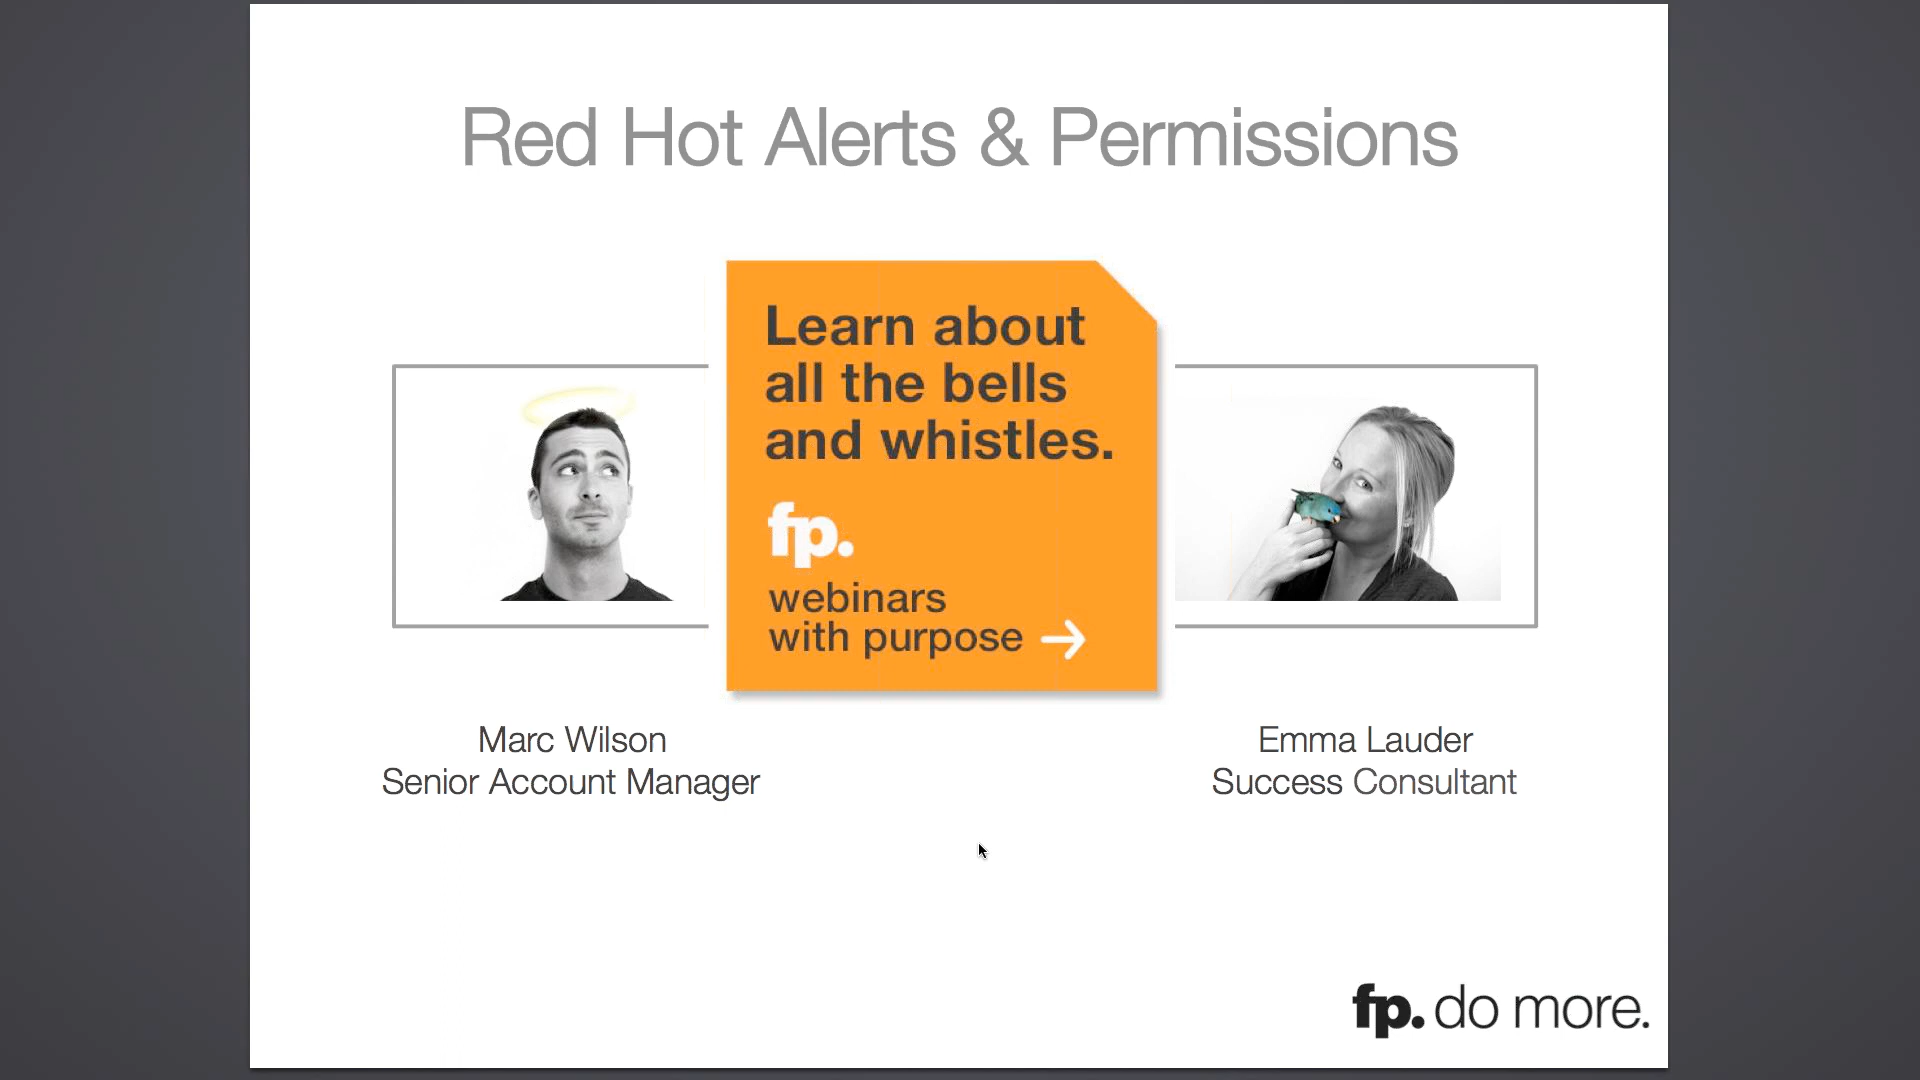 Red Hot Alerts & Permissions
Learn about
all the bells
and whistles.
fp.
webinars
with purpose →
Marc Wilson
Senior Account Manager
Emma Lauder
Success Consultant
fp. do more.